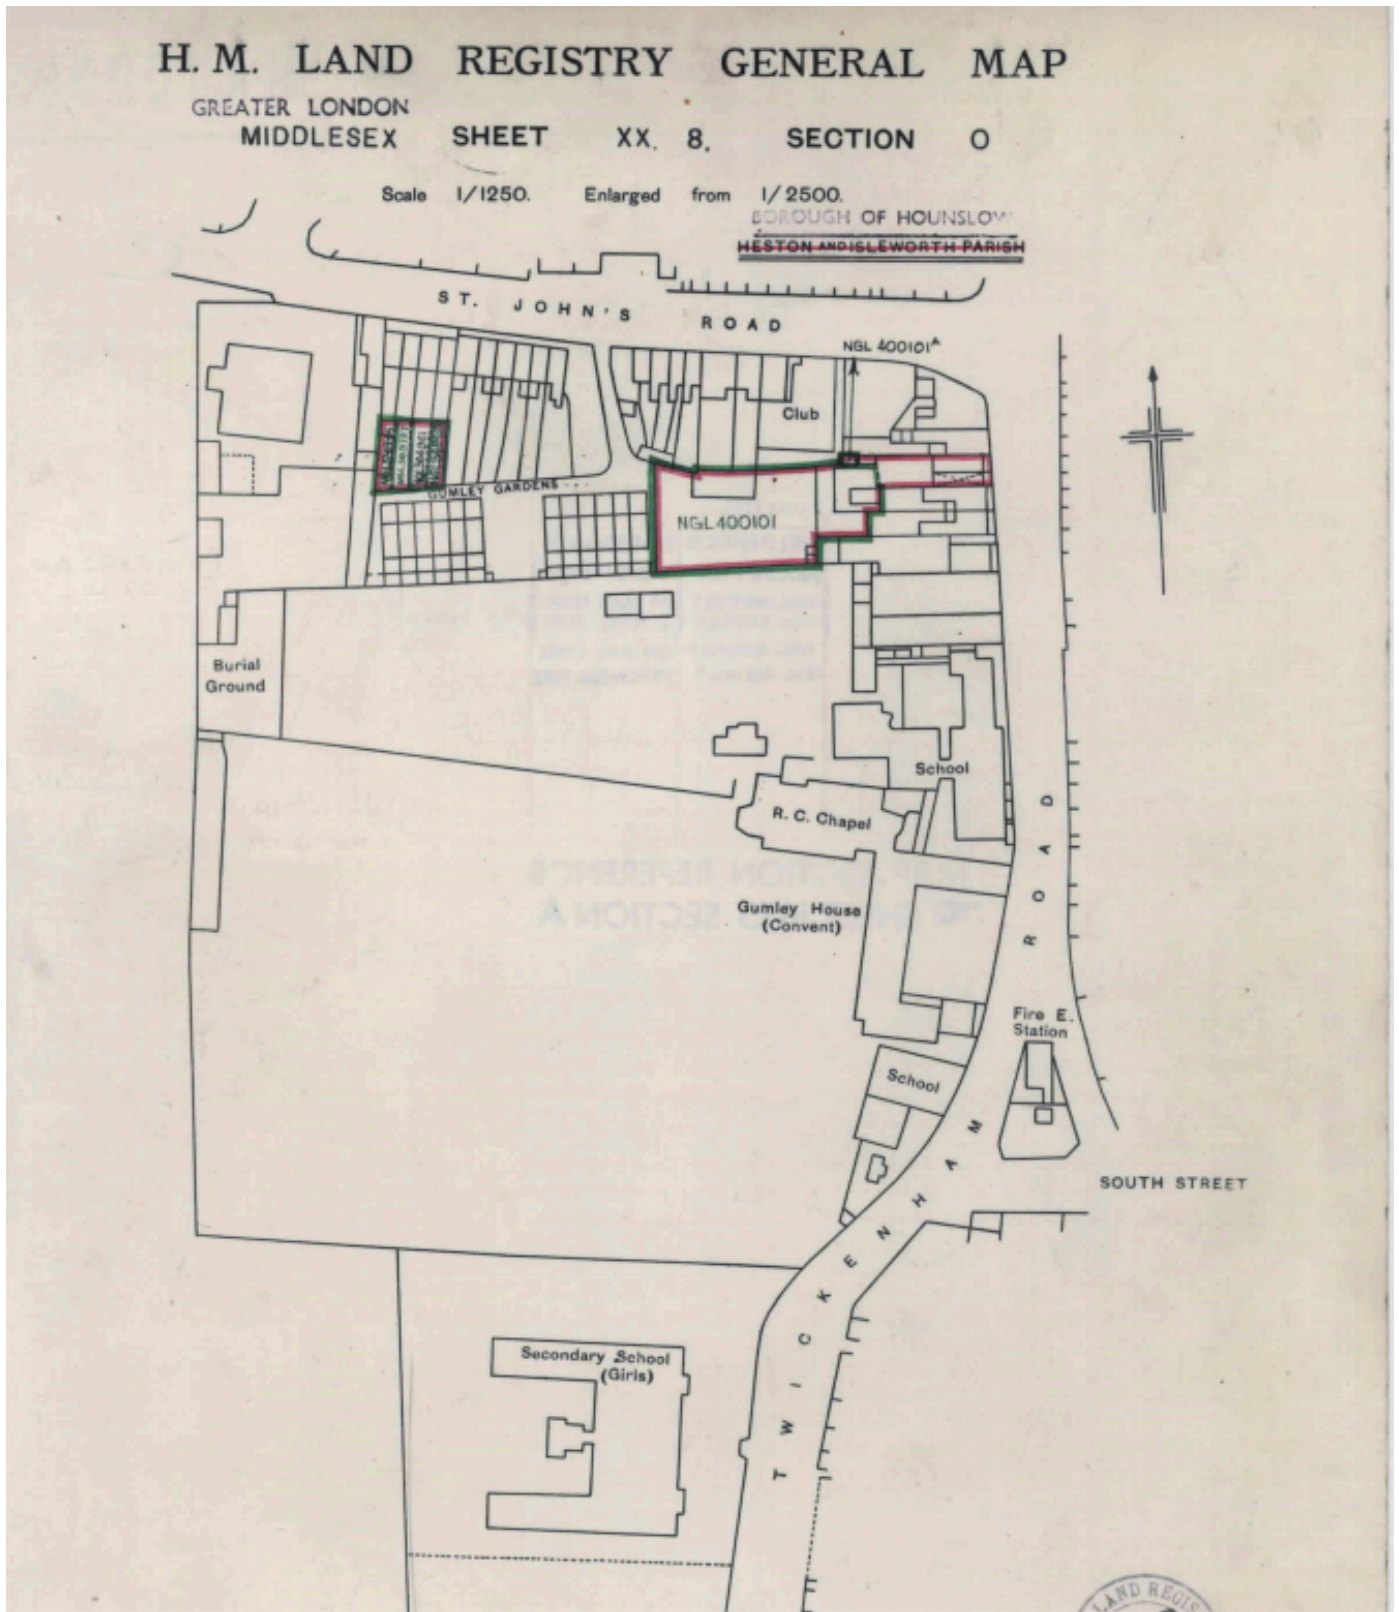 H. M. LAND REGISTRY GENERAL MAP
GREATER LONDON
MIDDLESEX SHEET XX. 8. SECTION O
Scale 1/1250. Enlarged from 1/2500.
BOROUGH OF HOUNSLOW
HESTON AND ISLEWORTH PARISH
ST. JOHN'S ROAD
NGL 400101A
Club
GUMLEY GARDENS
NGL400101
Burial
Ground
School
R. C. Chapel
Gumley House
(Convent)
Fire E.
Station
School
SOUTH STREET
TWICKENHAM ROAD
Secondary School
(Girls)
LAND REGIS